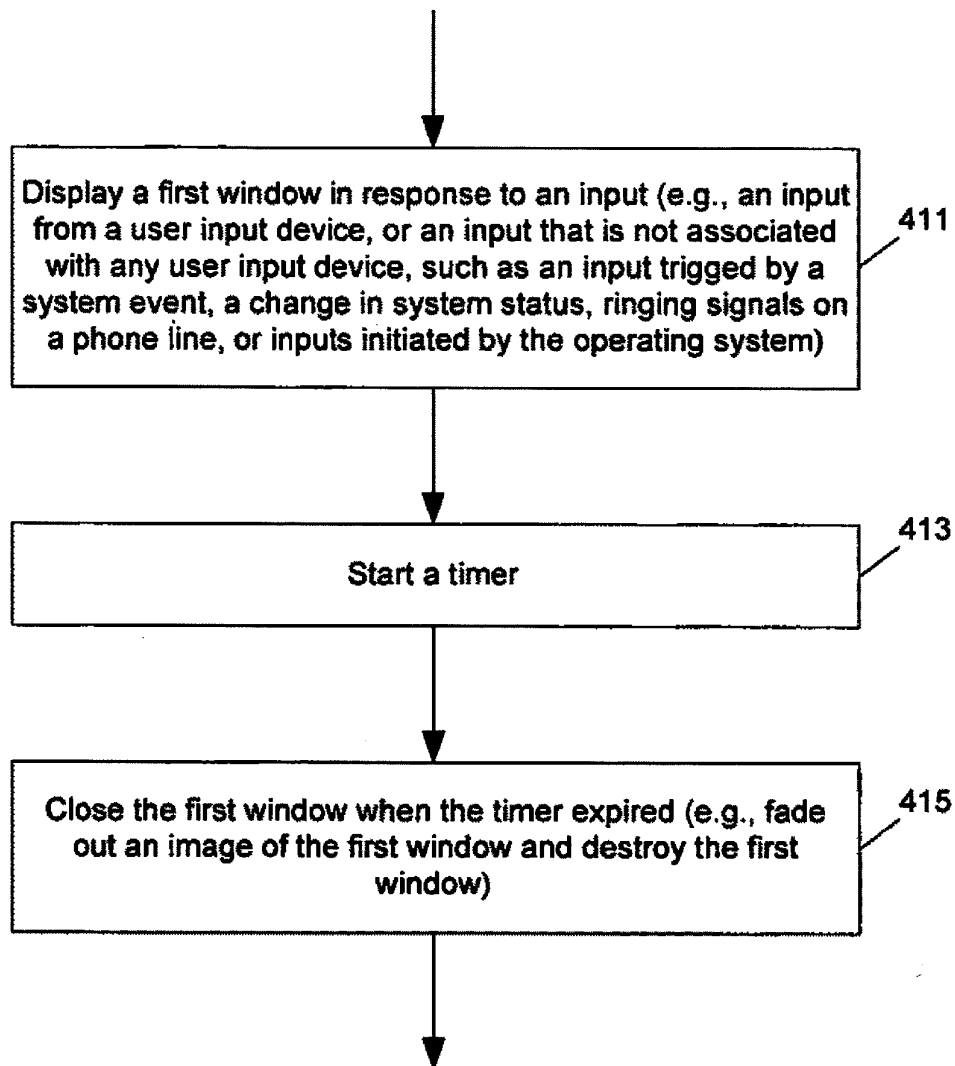 Display a first window in response to an input (e.g., an input
from a user input device, or an input that is not associated
with any user input device, such as an input trigged by a
system event, a change in system status, ringing signals on
a phone line, or inputs initiated by the operating system)
411
413
Start a timer
Close the first window when the timer expired (e.g., fade
out an image of the first window and destroy the first
window)
415